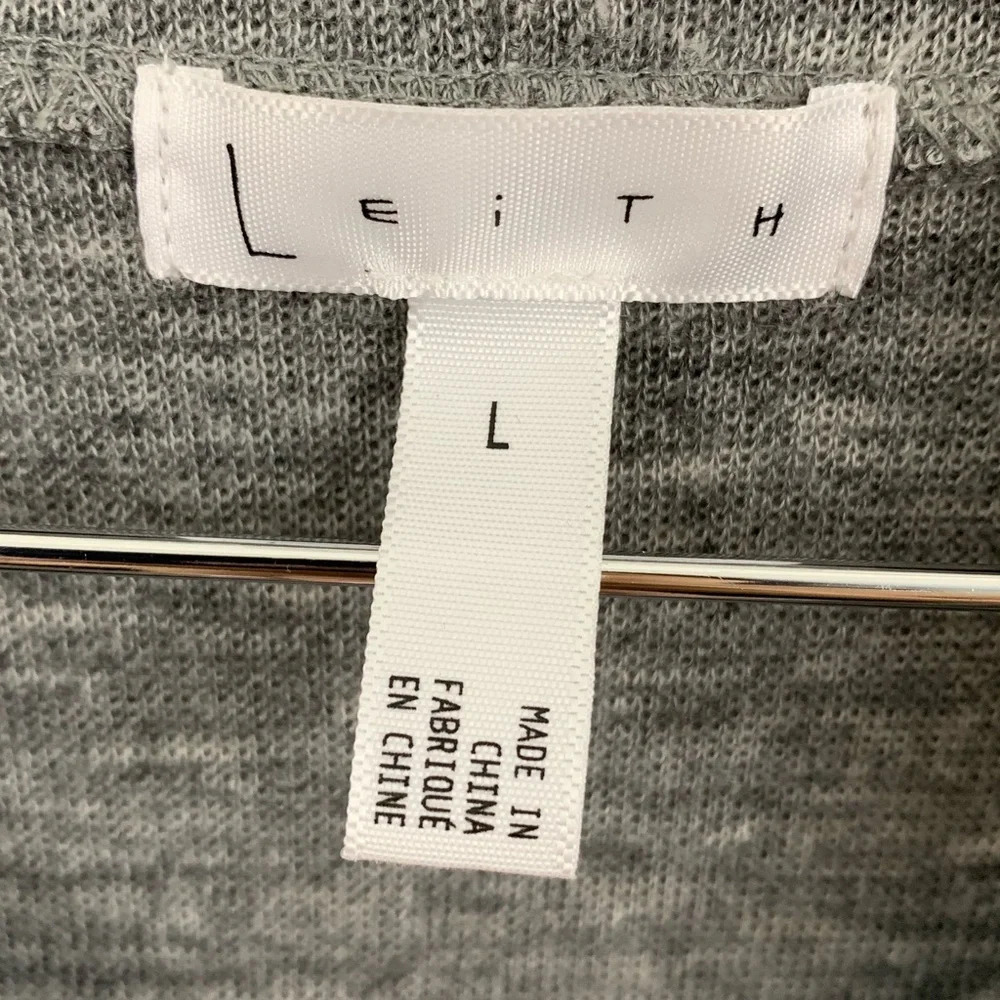 LEiTH
L
MADE IN
CHINA
FABRIQUÉ
EN CHINE